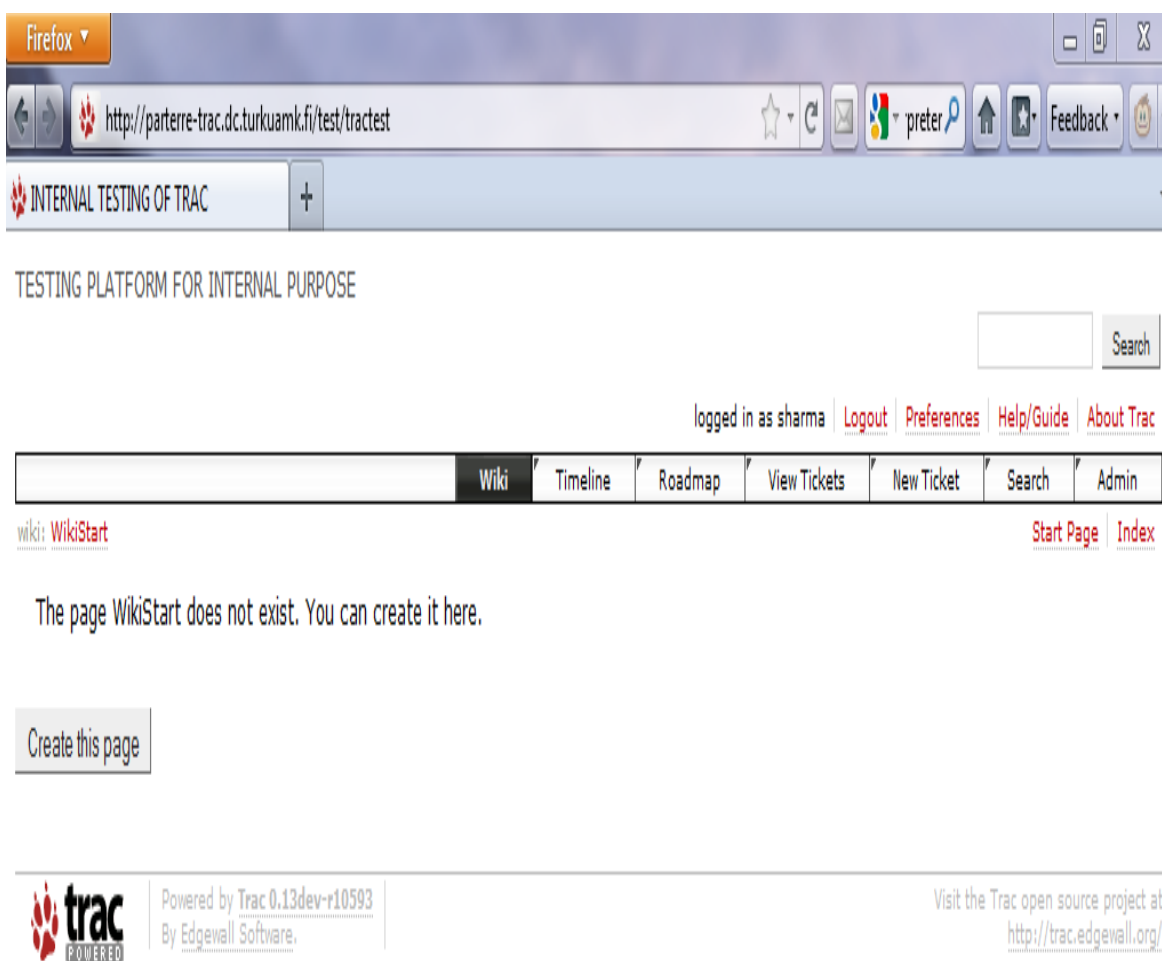 Firefox
http://parterre-trac.dc.turkuamk.fi/test/tractest
preter
Feedback
INTERNAL TESTING OF TRAC
TESTING PLATFORM FOR INTERNAL PURPOSE
Search
logged in as sharma Logout Preferences Help/Guide About Trac
Wiki Timeline Roadmap View Tickets New Ticket Search Admin
wiki: WikiStart Start Page Index
The page WikiStart does not exist. You can create it here.
Create this page
trac POWERED
Powered by Trac 0.13dev-r10593
By Edgewall Software.
Visit the Trac open source project at
http://trac.edgewall.org/